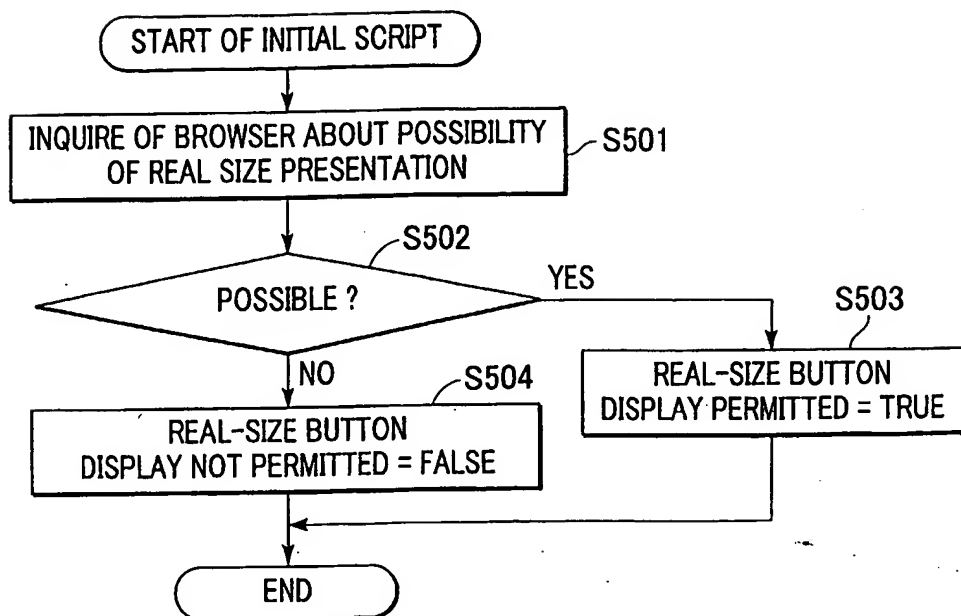 START OF INITIAL SCRIPT
INQUIRE OF BROWSER ABOUT POSSIBILITY
OF REAL SIZE PRESENTATION
S501
S502
POSSIBLE ?
YES
NO
S503
REAL-SIZE BUTTON
DISPLAY PERMITTED = TRUE
S504
REAL-SIZE BUTTON
DISPLAY NOT PERMITTED = FALSE
END